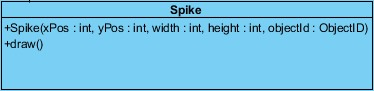 Spike
+Spike(xPos : int, yPos : int, width : int, height : int, objectId : ObjectID)
+draw()